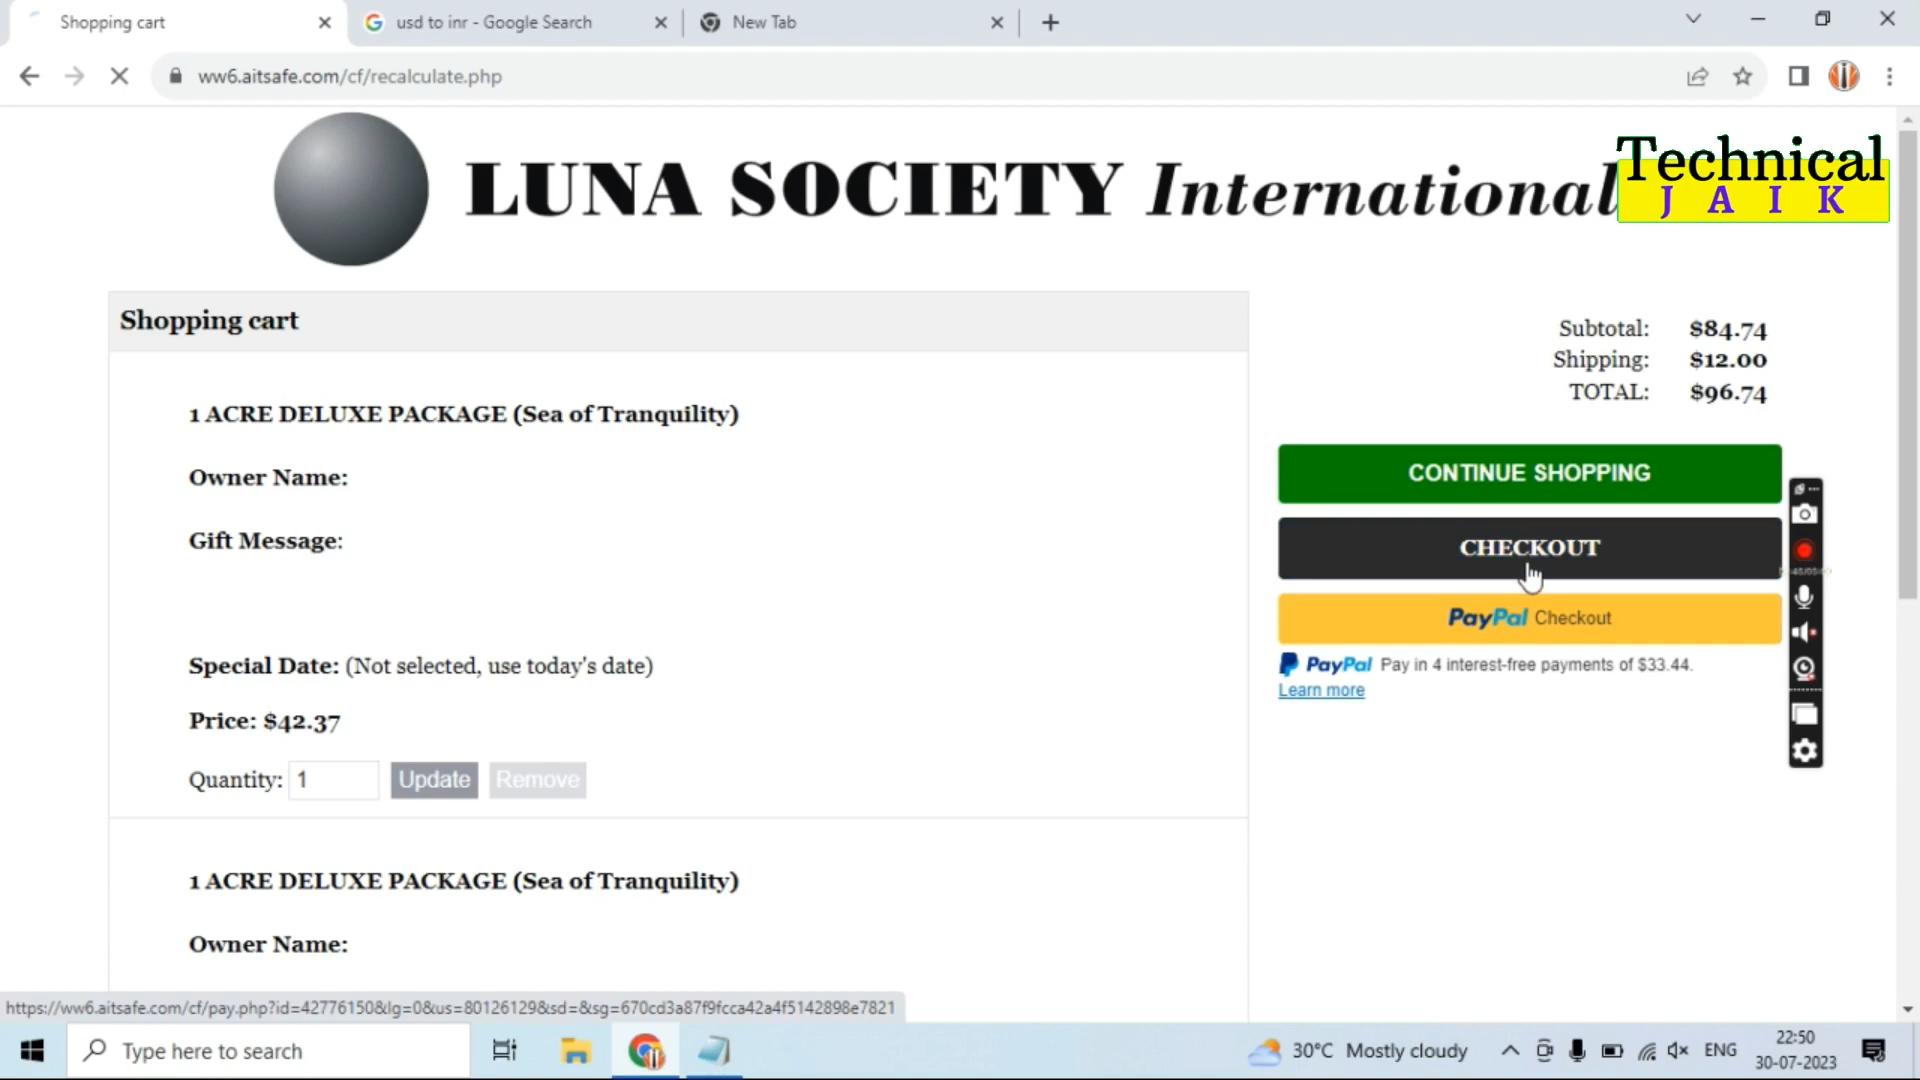 Shopping cart
usd to inr - Google Search
New Tab
ww6.aitsafe.com/cf/recalculate.php
LUNA SOCIETY International
Technical
JAIK
Shopping cart
1 ACRE DELUXE PACKAGE (Sea of Tranquility)
Owner Name:
Gift Message:
Special Date: (Not selected, use today's date)
Price: $42.37
Quantity: 1 Update Remove
1 ACRE DELUXE PACKAGE (Sea of Tranquility)
Owner Name:
Subtotal: $84.74
Shipping: $12.00
TOTAL: $96.74
CONTINUE SHOPPING
CHECKOUT
PayPal Checkout
PayPal Pay in 4 interest-free payments of $33.44.
Learn more
https://ww6.aitsafe.com/cf/pay.php?id=42776150&lg=0&us=80126129&sd=&sg=670cd3a87f9fcca42a4f5142898e7821
Type here to search
30°C Mostly cloudy
ENG
22:50
30-07-2023